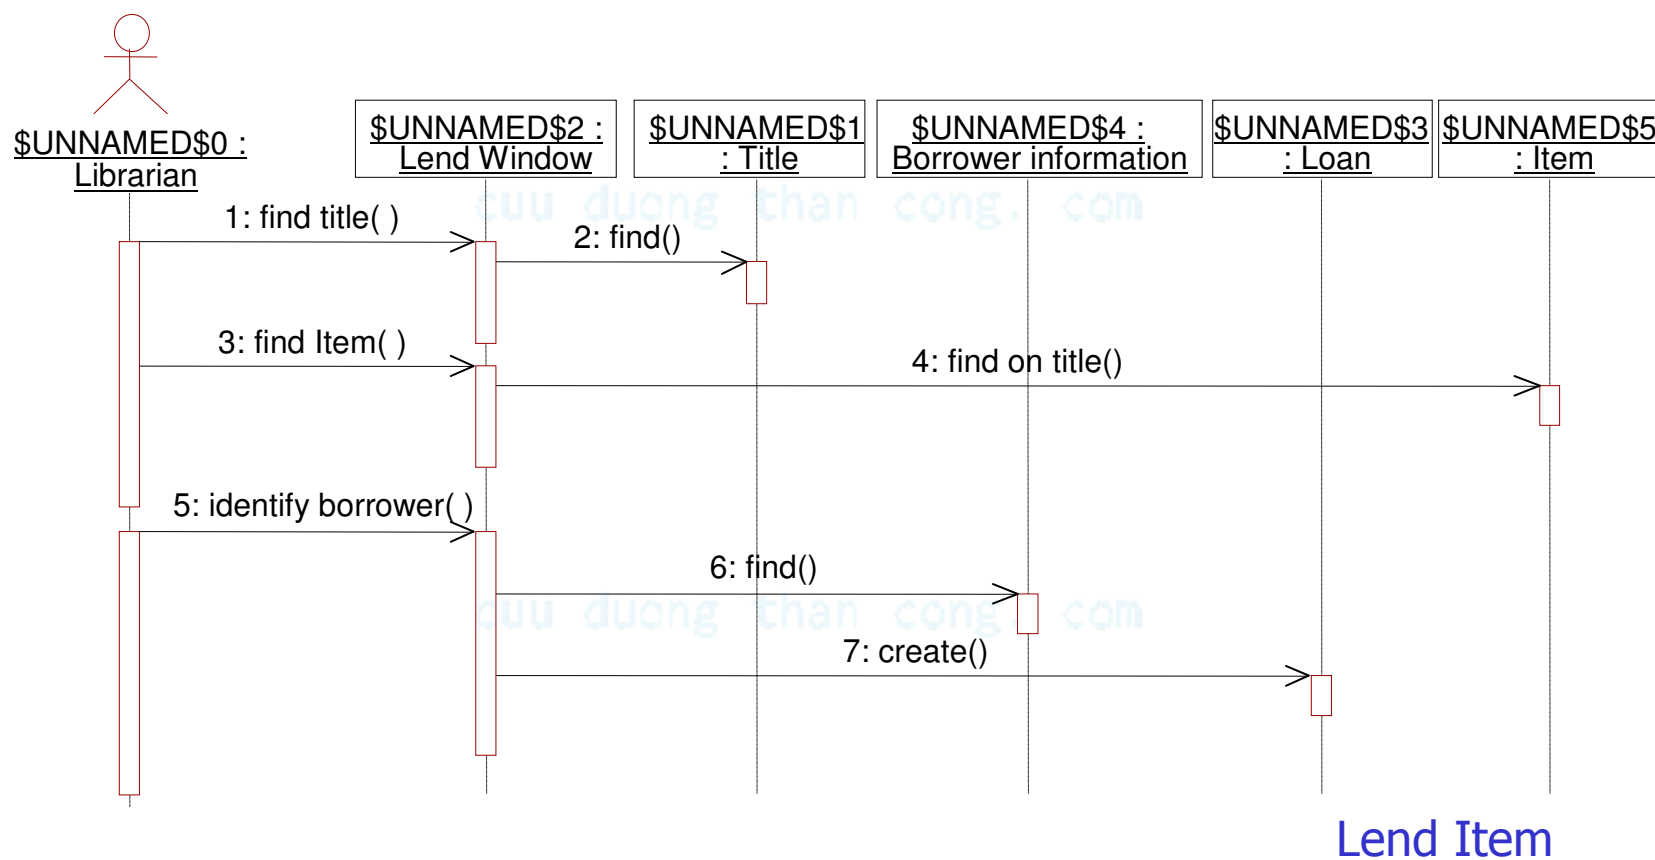 $UNNAMED$0 :
Librarian
$UNNAMED$2 :
Lend Window
$UNNAMED$1
: Title
$UNNAMED$4 :
Borrower information
$UNNAMED$3
: Loan
$UNNAMED$5
: Item
cuu duong than cong. com
1: find title( )
2: find()
3: find Item( )
4: find on title()
5: identify borrower( )
6: find()
cuu duong than cong. com
7: create()
Lend Item